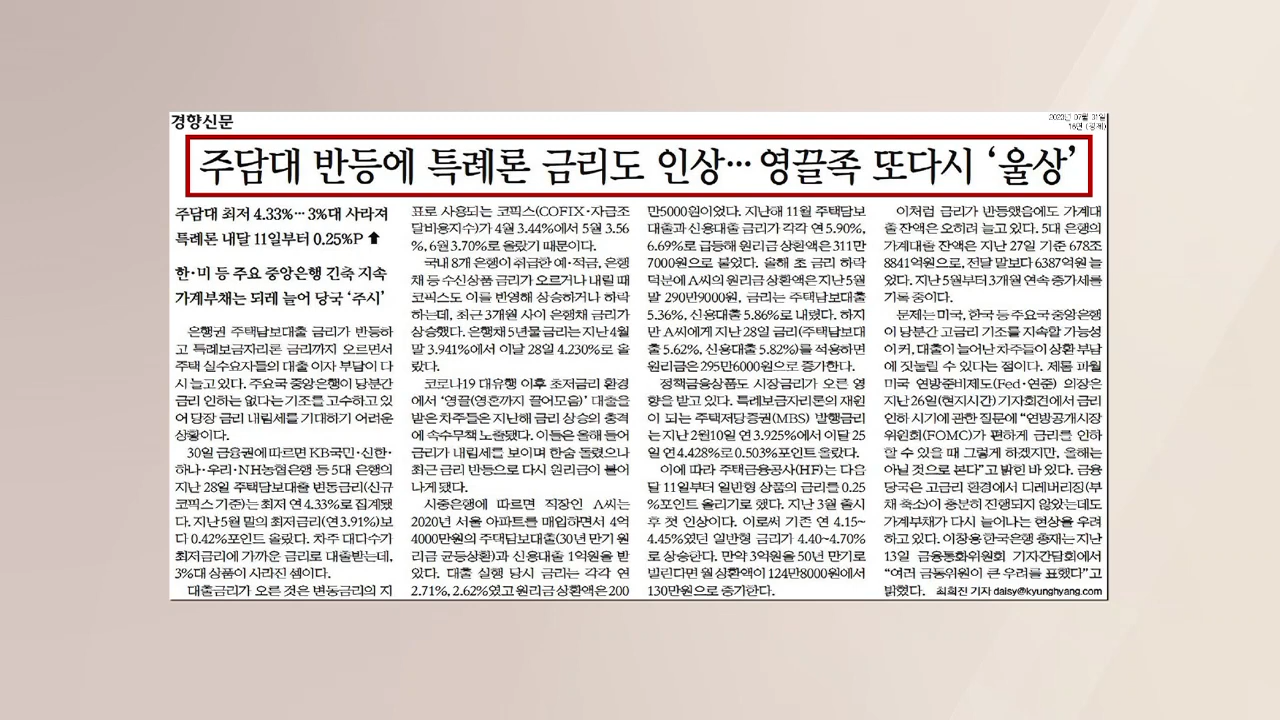 경향신문
2023년 07월 31일
16면 (경제)
주담대 반등에 특례론 금리도 인상… 영끌족 또다시 ‘울상’
주담대 최저 4.33%… 3%대 사라져
특례론 내달 11일부터 0.25%P ↑
한·미 등 주요 중앙은행 긴축 지속
가계부채는 되레 늘어 당국 ‘주시’
은행권 주택담보대출 금리가 반등하
고 특례보금자리론 금리까지 오르면서
주택 실수요자들의 대출 이자 부담이 다
시 늘고 있다. 주요국 중앙은행이 당분간
금리 인하는 없다는 기조를 고수하고 있
어 당장 금리 내림세를 기대하기 어려운
상황이다.
30일 금융권에 따르면 KB국민·신한·
하나·우리·NH농협은행 등 5대 은행의
지난 28일 주택담보대출 변동금리(신규
코픽스 기준)는 최저 연 4.33%로 집계됐
다. 지난 5월 말의 최저금리(연 3.91%)보
다 0.42%포인트 올랐다. 차주 대다수가
최저금리에 가까운 금리로 대출받는데,
3%대 상품이 사라진 셈이다.
대출금리가 오른 것은 변동금리의 지
표로 사용되는 코픽스(COFIX·자금조
달비용지수)가 4월 3.44%에서 5월 3.56
%, 6월 3.70%로 올랐기 때문이다.
국내 8개 은행이 취급한 예·적금, 은행
채 등 수신상품 금리가 오르거나 내릴 때
코픽스도 이를 반영해 상승하거나 하락
하는데, 최근 3개월 사이 은행채 금리가
상승했다. 은행채 5년물 금리는 지난 4월
말 3.941%에서 이달 28일 4.230%로 올
랐다.
코로나19 대유행 이후 초저금리 환경
에서 ‘영끌(영혼까지 끌어모음)’ 대출을
받은 차주들은 지난해 금리 상승의 충격
에 속수무책 노출됐다. 이들은 올해 들어
금리가 내림세를 보이며 한숨 돌렸으나
최근 금리 반등으로 다시 원리금이 불어
나게 됐다.
시중은행에 따르면 직장인 A씨는
2020년 서울 아파트를 매입하면서 4억
4000만원의 주택담보대출(30년 만기 원
리금 균등상환)과 신용대출 1억원을 받
았다. 대출 실행 당시 금리는 각각 연
2.71%, 2.62%였고 원리금 상환액은 200
만5000원이었다. 지난해 11월 주택담보
대출과 신용대출 금리가 각각 연 5.90%,
6.69%로 급등해 원리금 상환액은 311만
7000원으로 불었다. 올해 초 금리 하락
덕분에 A씨의 원리금 상환액은 지난 5월
말 290만9000원, 금리는 주택담보대출
5.36%, 신용대출 5.86%로 내렸다. 하지
만 A씨에게 지난 28일 금리(주택담보대
출 5.62%, 신용대출 5.82%)를 적용하면
원리금은 295만6000원으로 증가한다.
정책금융상품도 시장금리가 오른 영
향을 받고 있다. 특례보금자리론의 재원
이 되는 주택저당증권(MBS) 발행금리
는 지난 2월10일 연 3.925%에서 이달 25
일 연 4.428%로 0.503%포인트 올랐다.
이에 따라 주택금융공사(HF)는 다음
달 11일부터 일반형 상품의 금리를 0.25
%포인트 올리기로 했다. 지난 3월 출시
후 첫 인상이다. 이로써 기존 연 4.15~
4.45%였던 일반형 금리가 4.40~4.70%
로 상승한다. 만약 3억원을 50년 만기로
빌린다면 월 상환액이 124만8000원에서
130만원으로 증가한다.
이처럼 금리가 반등했음에도 가계대
출 잔액은 오히려 늘고 있다. 5대 은행의
가계대출 잔액은 지난 27일 기준 678조
8841억원으로, 전달 말보다 6387억원 늘
었다. 지난 5월부터 3개월 연속 증가세를
기록 중이다.
문제는 미국, 한국 등 주요국 중앙은행
이 당분간 고금리 기조를 지속할 가능성
이 커, 대출이 늘어난 차주들이 상환 부담
에 짓눌릴 수 있다는 점이다. 제롬 파월
미국 연방준비제도(Fed·연준) 의장은
지난 26일(현지시간) 기자회견에서 금리
인하 시기에 관한 질문에 “연방공개시장
위원회(FOMC)가 편하게 금리를 인하
할 수 있을 때 그렇게 하겠지만, 올해는
아닐 것으로 본다”고 밝힌 바 있다. 금융
당국은 고금리 환경에서 디레버리징(부
채 축소)이 충분히 진행되지 않았는데도
가계부채가 다시 늘어나는 현상을 우려
하고 있다. 이창용 한국은행 총재는 지난
13일 금융통화위원회 기자간담회에서
“여러 금통위원이 큰 우려를 표했다”고
밝혔다. 최희진 기자 daisy@kyunghyang.com